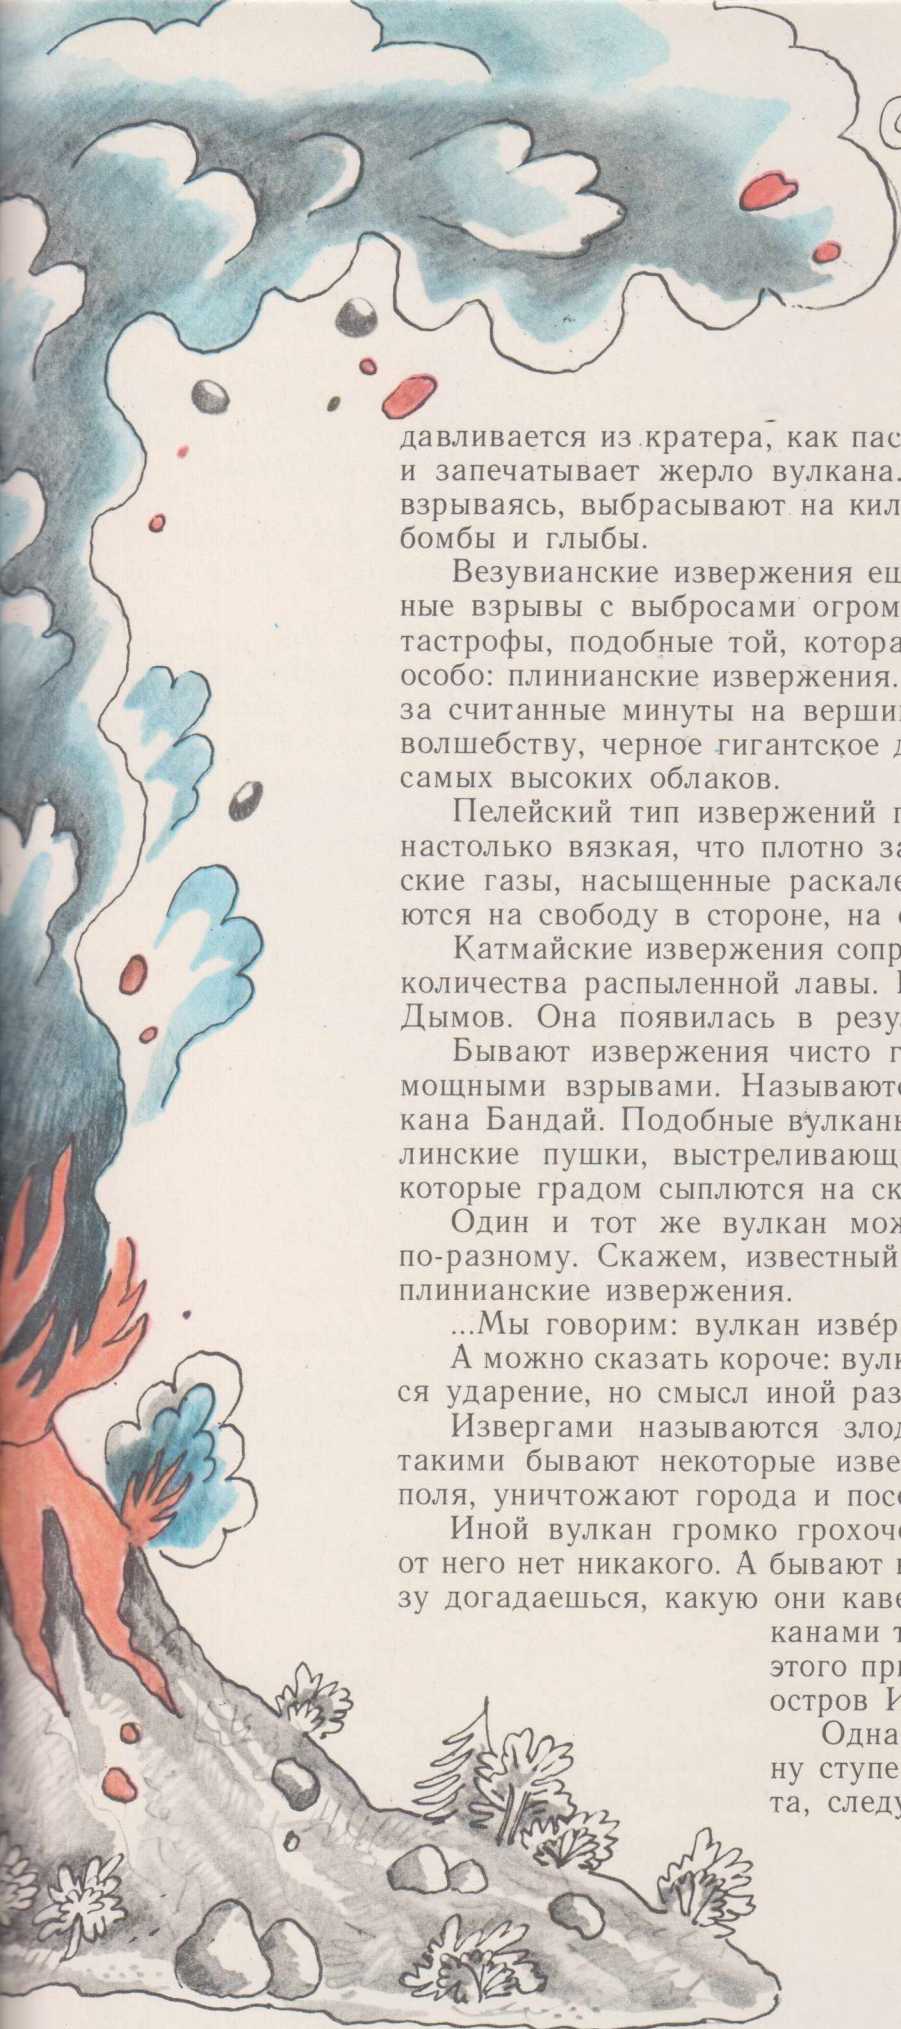 давливается из кратера, как пас
и запечатывает жерло вулкана.
взрываясь, выбрасывают на кил
бомбы и глыбы.
Везувианские извержения ещ
ные взрывы с выбросами огром
тастрофы, подобные той, котора
особо: плинианские извержения.
за считанные минуты на верши
волшебству, черное гигантское д
самых высоких облаков.
Пелейский тип извержений п
настолько вязкая, что плотно за
ские газы, насыщенные раскале
ются на свободу в стороне, на с
Катмайские извержения сопр
количества распыленной лавы.
Дымов. Она появилась в резу
Бывают извержения чисто г
мощными взрывами. Называютс
кана Бандай. Подобные вулканы
линские пушки, выстреливающ
которые градом сыплются на ск
Один и тот же вулкан мож
по-разному. Скажем, известный
плинианские извержения.
...Мы говорим: вулкан изве́р
А можно сказать короче: вулк
ся ударение, но смысл иной раз
Извергами называются злод
такими бывают некоторые изве
поля, уничтожают города и посе
Иной вулкан громко грохоче
от него нет никакого. А бывают
зу догадаешься, какую они каве
канами т
этого при
остров И
Одна
ну ступе
та, следу